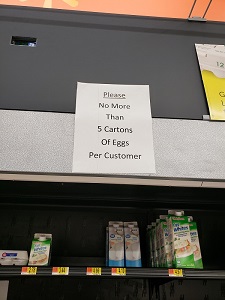 Please
No More
Than
5 Cartons
Of Eggs
Per Customer